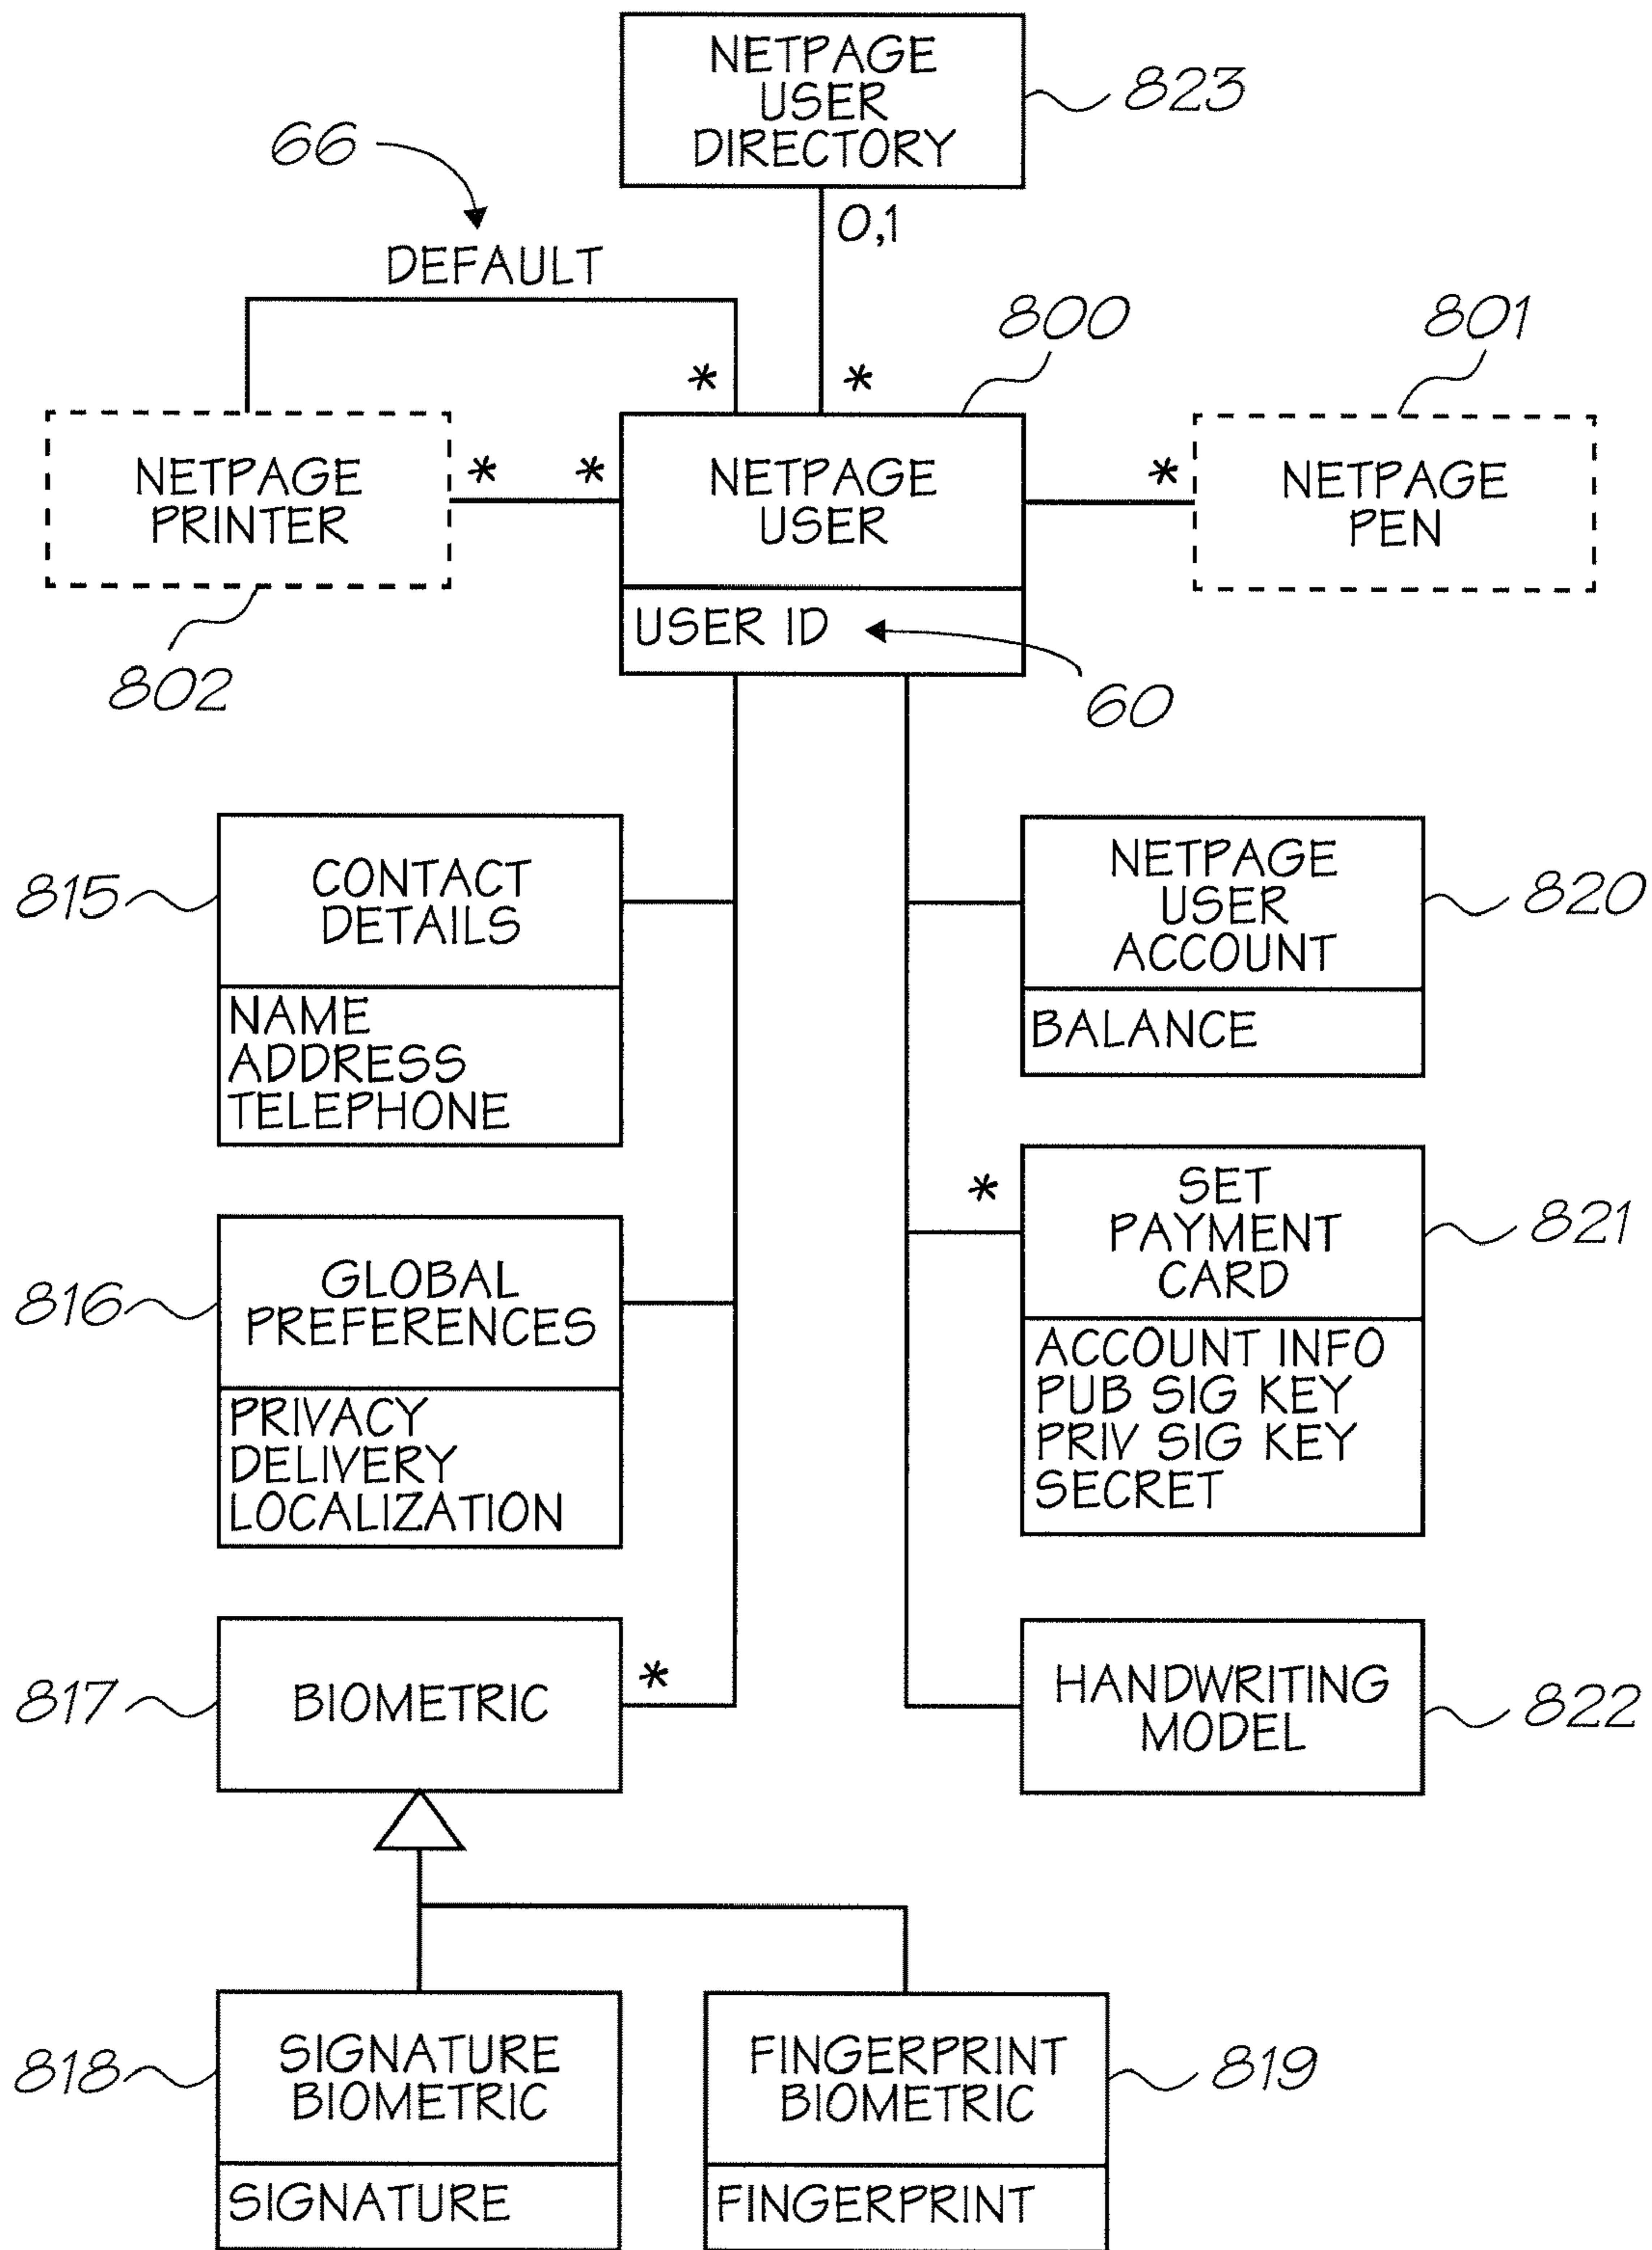 NETPAGE
USER
DIRECTORY
823
66
0,1
DEFAULT
800
801
*
*
NETPAGE
PRINTER
*
*
NETPAGE
USER
*
NETPAGE
PEN
USER ID
802
60
815
CONTACT
DETAILS
NAME
ADDRESS
TELEPHONE
NETPAGE
USER
ACCOUNT
820
BALANCE
816
GLOBAL
PREFERENCES
PRIVACY
DELIVERY
LOCALIZATION
*
SET
PAYMENT
CARD
821
ACCOUNT INFO
PUB SIG KEY
PRIV SIG KEY
SECRET
817
BIOMETRIC
*
HANDWRITING
MODEL
822
818
SIGNATURE
BIOMETRIC
SIGNATURE
FINGERPRINT
BIOMETRIC
819
FINGERPRINT